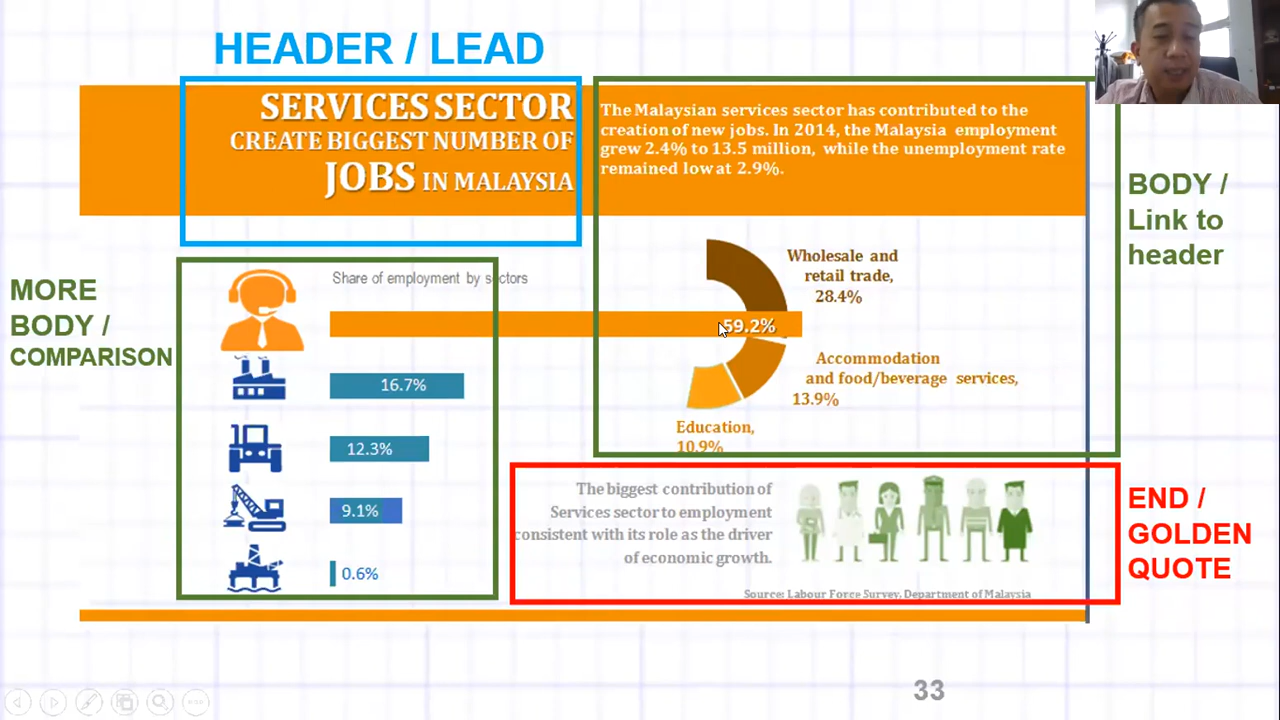 HEADER / LEAD
SERVICES SECTOR
CREATE BIGGEST NUMBER OF
JOBS IN MALAYSIA
The Malaysian services sector has contributed to the
creation of new jobs. In 2014, the Malaysia employment
grew 2.4% to 13.5 million, while the unemployment rate
remained low at 2.9%.
BODY /
Link to
header
MORE
BODY /
COMPARISON
Share of employment by sectors
59.2%
16.7%
12.3%
9.1%
0.6%
Wholesale and
retail trade,
28.4%
Accommodation
and food/beverage services,
13.9%
Education,
10.9%
The biggest contribution of
Services sector to employment
consistent with its role as the driver
of economic growth.
Source: Labour Force Survey, Department of Malaysia
END /
GOLDEN
QUOTE
33